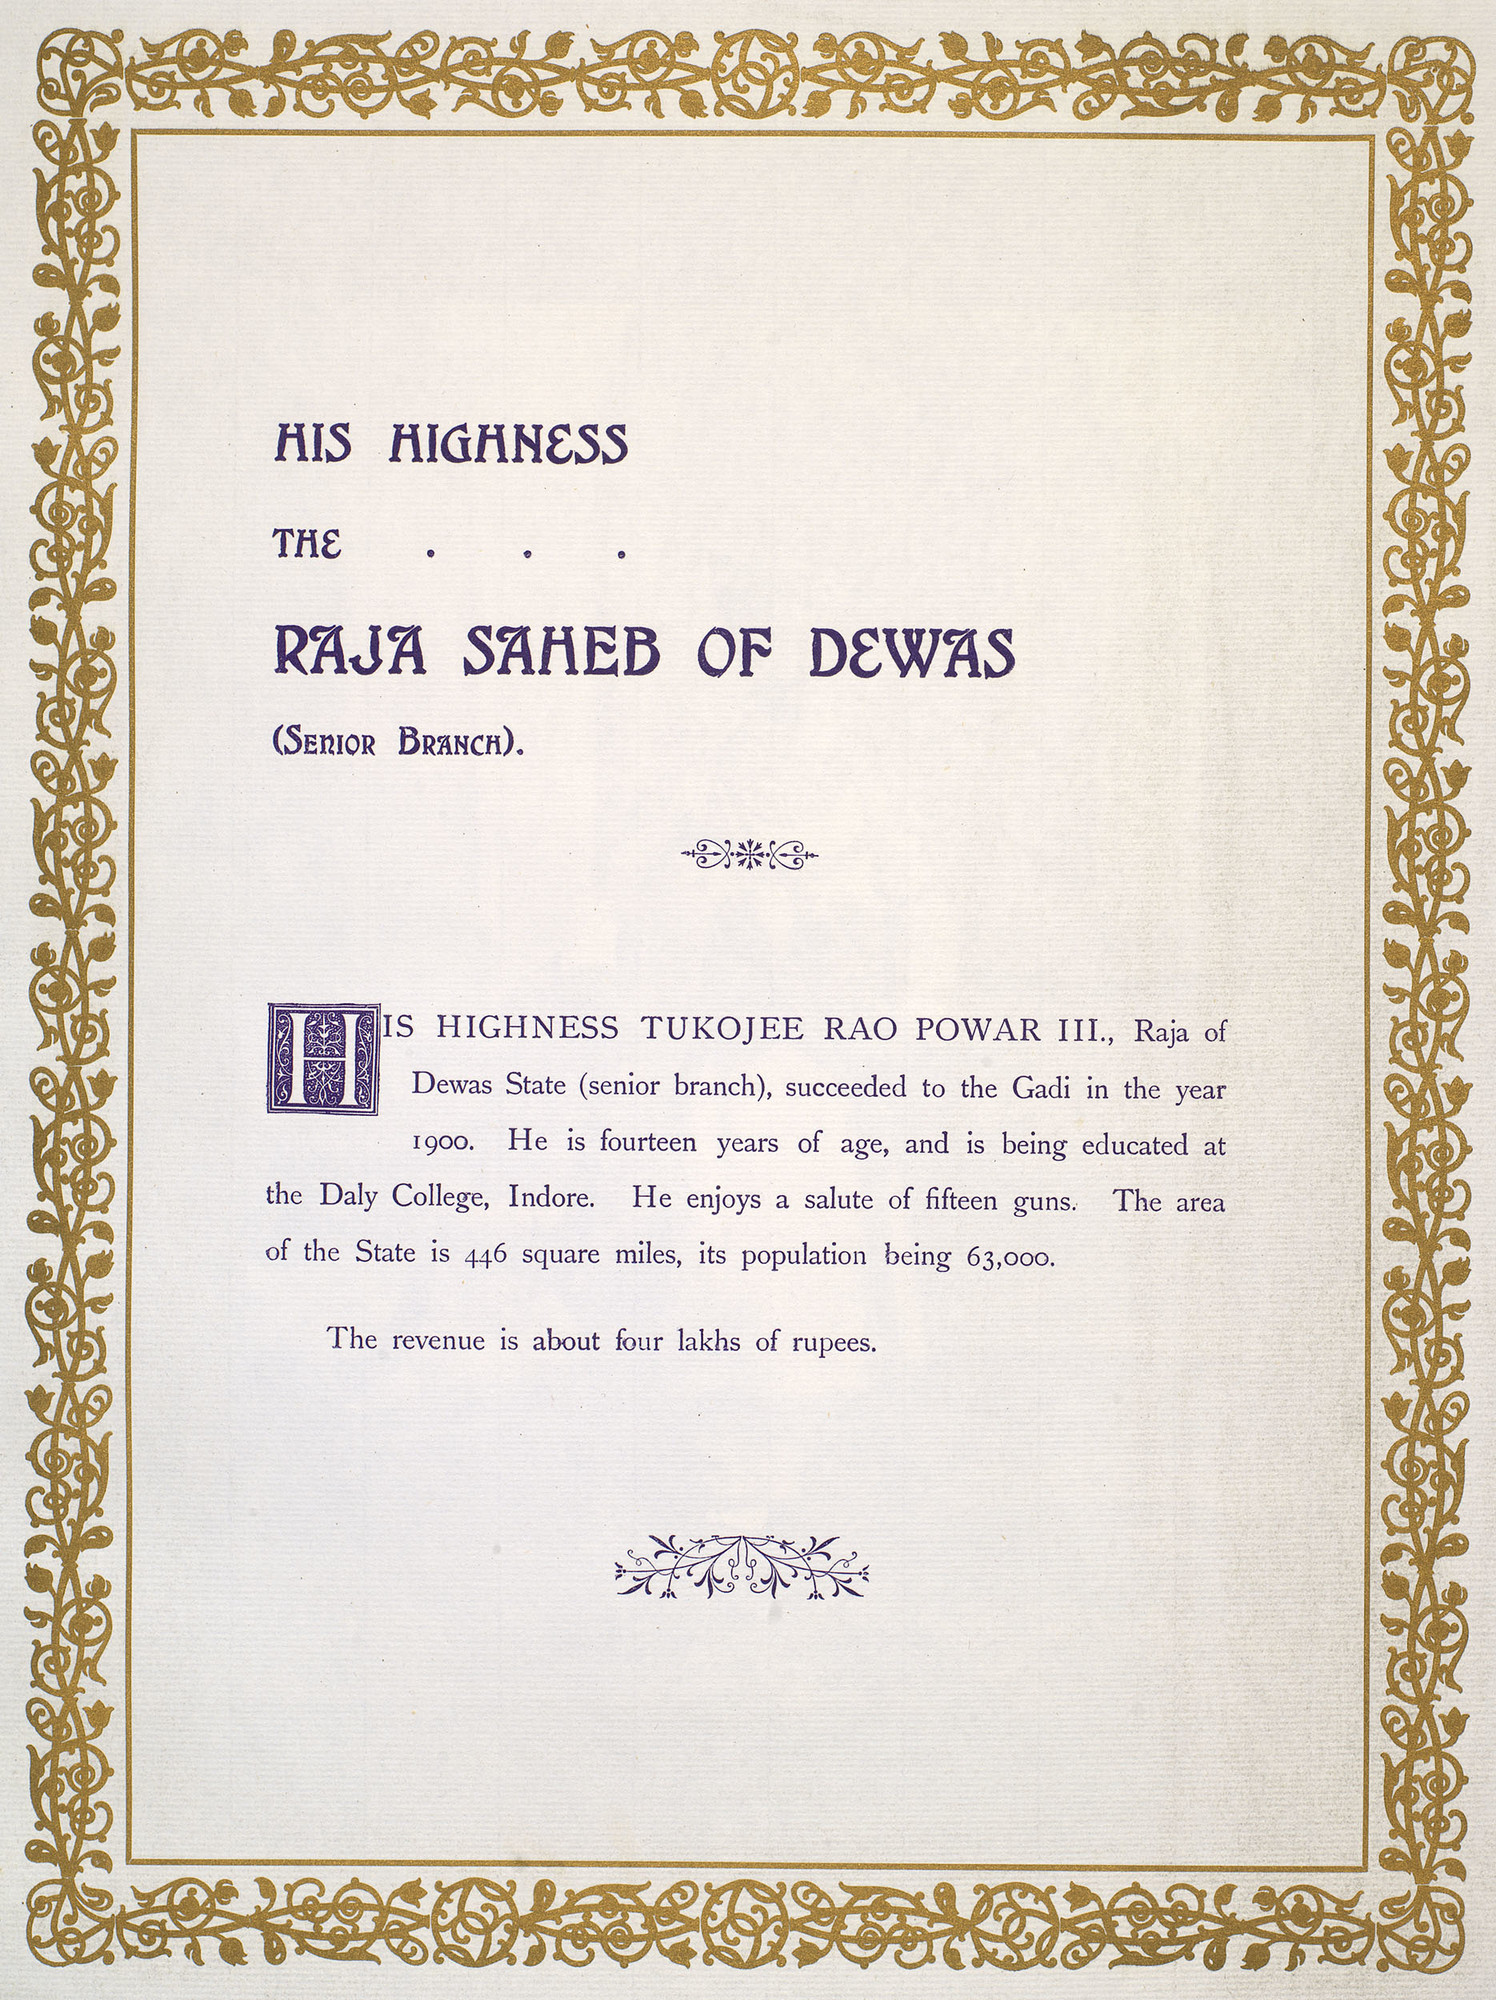 HIS HIGHNESS
THE . . .
RAJA SAHEB OF DEWAS
(SENIOR BRANCH).
HIS HIGHNESS TUKOJEE RAO POWAR III., Raja of
Dewas State (senior branch), succeeded to the Gadi in the year
1900. He is fourteen years of age, and is being educated at
the Daly College, Indore. He enjoys a salute of fifteen guns. The area
of the State is 446 square miles, its population being 63,000.
The revenue is about four lakhs of rupees.